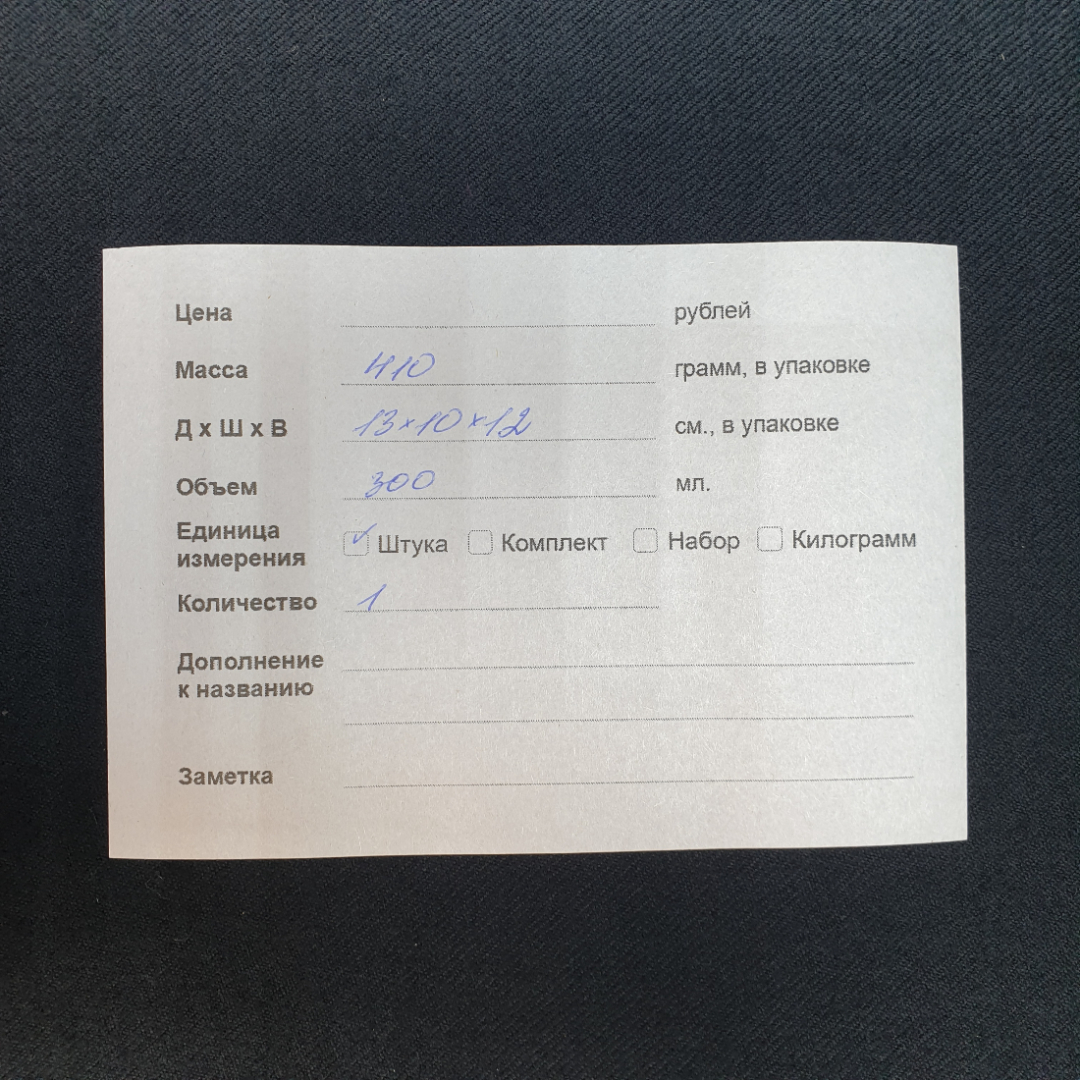 Цена рублей
Масса 410 грамм, в упаковке
Д х Ш х В 13×10×12 см., в упаковке
Объем 300 мл.
Единица
измерения Штука Комплект Набор Килограмм
Количество 1
Дополнение
к названию
Заметка